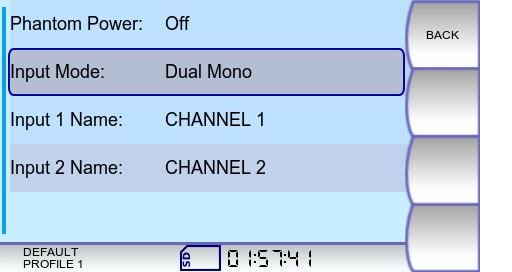 Phantom Power: Off
BACK
Input Mode: Dual Mono
Input 1 Name: CHANNEL 1
Input 2 Name: CHANNEL 2
DEFAULT
PROFILE 1
SD
01:57:41